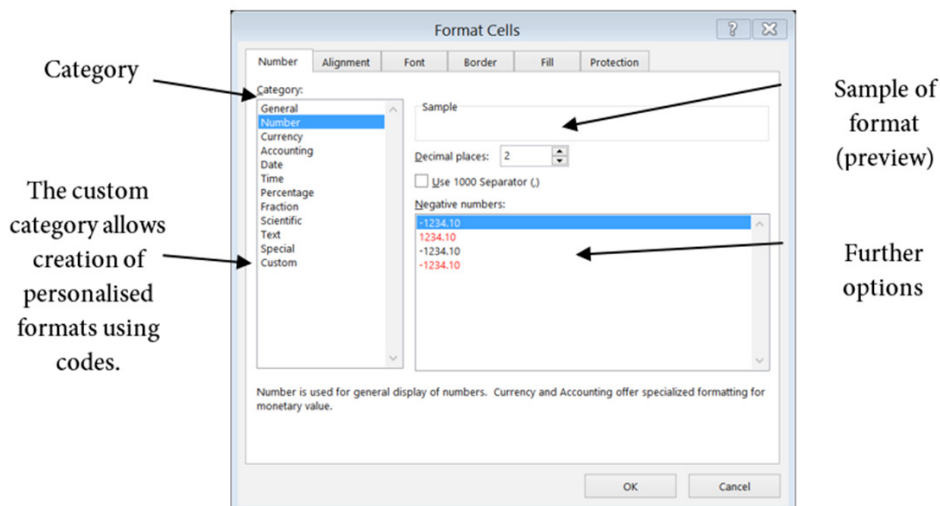 Format Cells
Number Alignment Font Border Fill Protection
Category
Category:
General
Number
Currency
Accounting
Date
Time
Percentage
Fraction
Scientific
Text
Special
Custom
The custom
category allows
creation of
personalised
formats using
codes.
Sample
Sample of
format
(preview)
Decimal places: 2
Use 1000 Separator (,)
Negative numbers:
-1234.10
1234.10
-1234.10
-1234.10
Further
options
Number is used for general display of numbers. Currency and Accounting offer specialized formatting for
monetary value.
OK Cancel